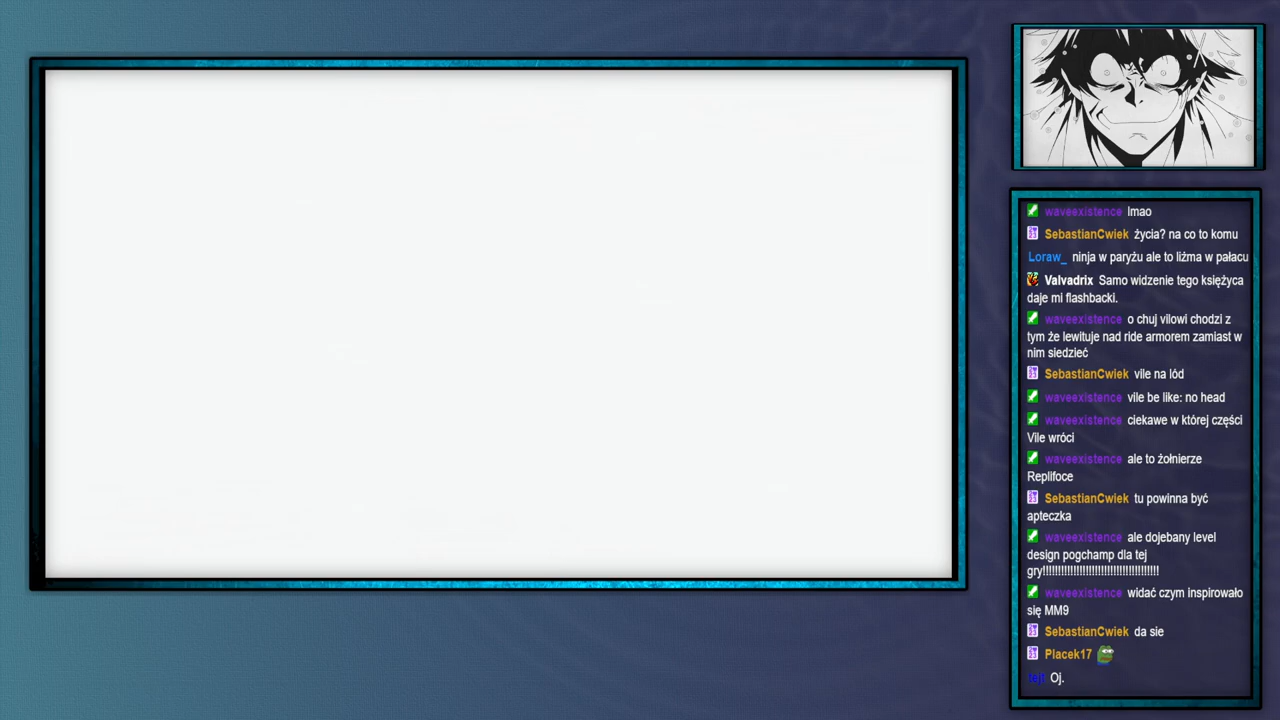 waveexistence lmao
SebastianCwiek życia? na co to komu
Loraw_ ninja w paryżu ale to liźma w pałacu
Valvadrix Samo widzenie tego księżyca
daje mi flashbacki.
waveexistence o chuj vilowi chodzi z
tym że lewituje nad ride armorem zamiast w
nim siedzieć
SebastianCwiek vile na lód
waveexistence vile be like: no head
waveexistence ciekawe w której części
Vile wróci
waveexistence ale to żołnierze
Replifoce
SebastianCwiek tu powinna być
apteczka
waveexistence ale dojebany level
design pogchamp dla tej
gry!!!!!!!!!!!!!!!!!!!!!!!!!!!!!!!!!!!!!!
waveexistence widać czym inspirowało
się MM9
SebastianCwiek da sie
Placek17
Oj.